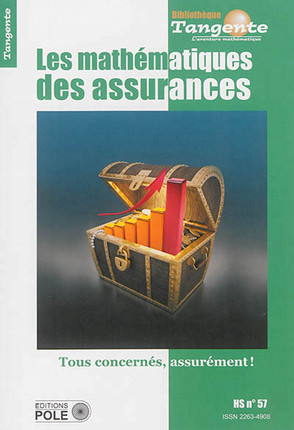 Tangente
Bibliothèque
Tangente
L'aventure mathématique
Les mathématiques
des assurances
Tous concernés, assurément !
EDITIONS
POLE
HS n° 57
ISSN 2263-4908